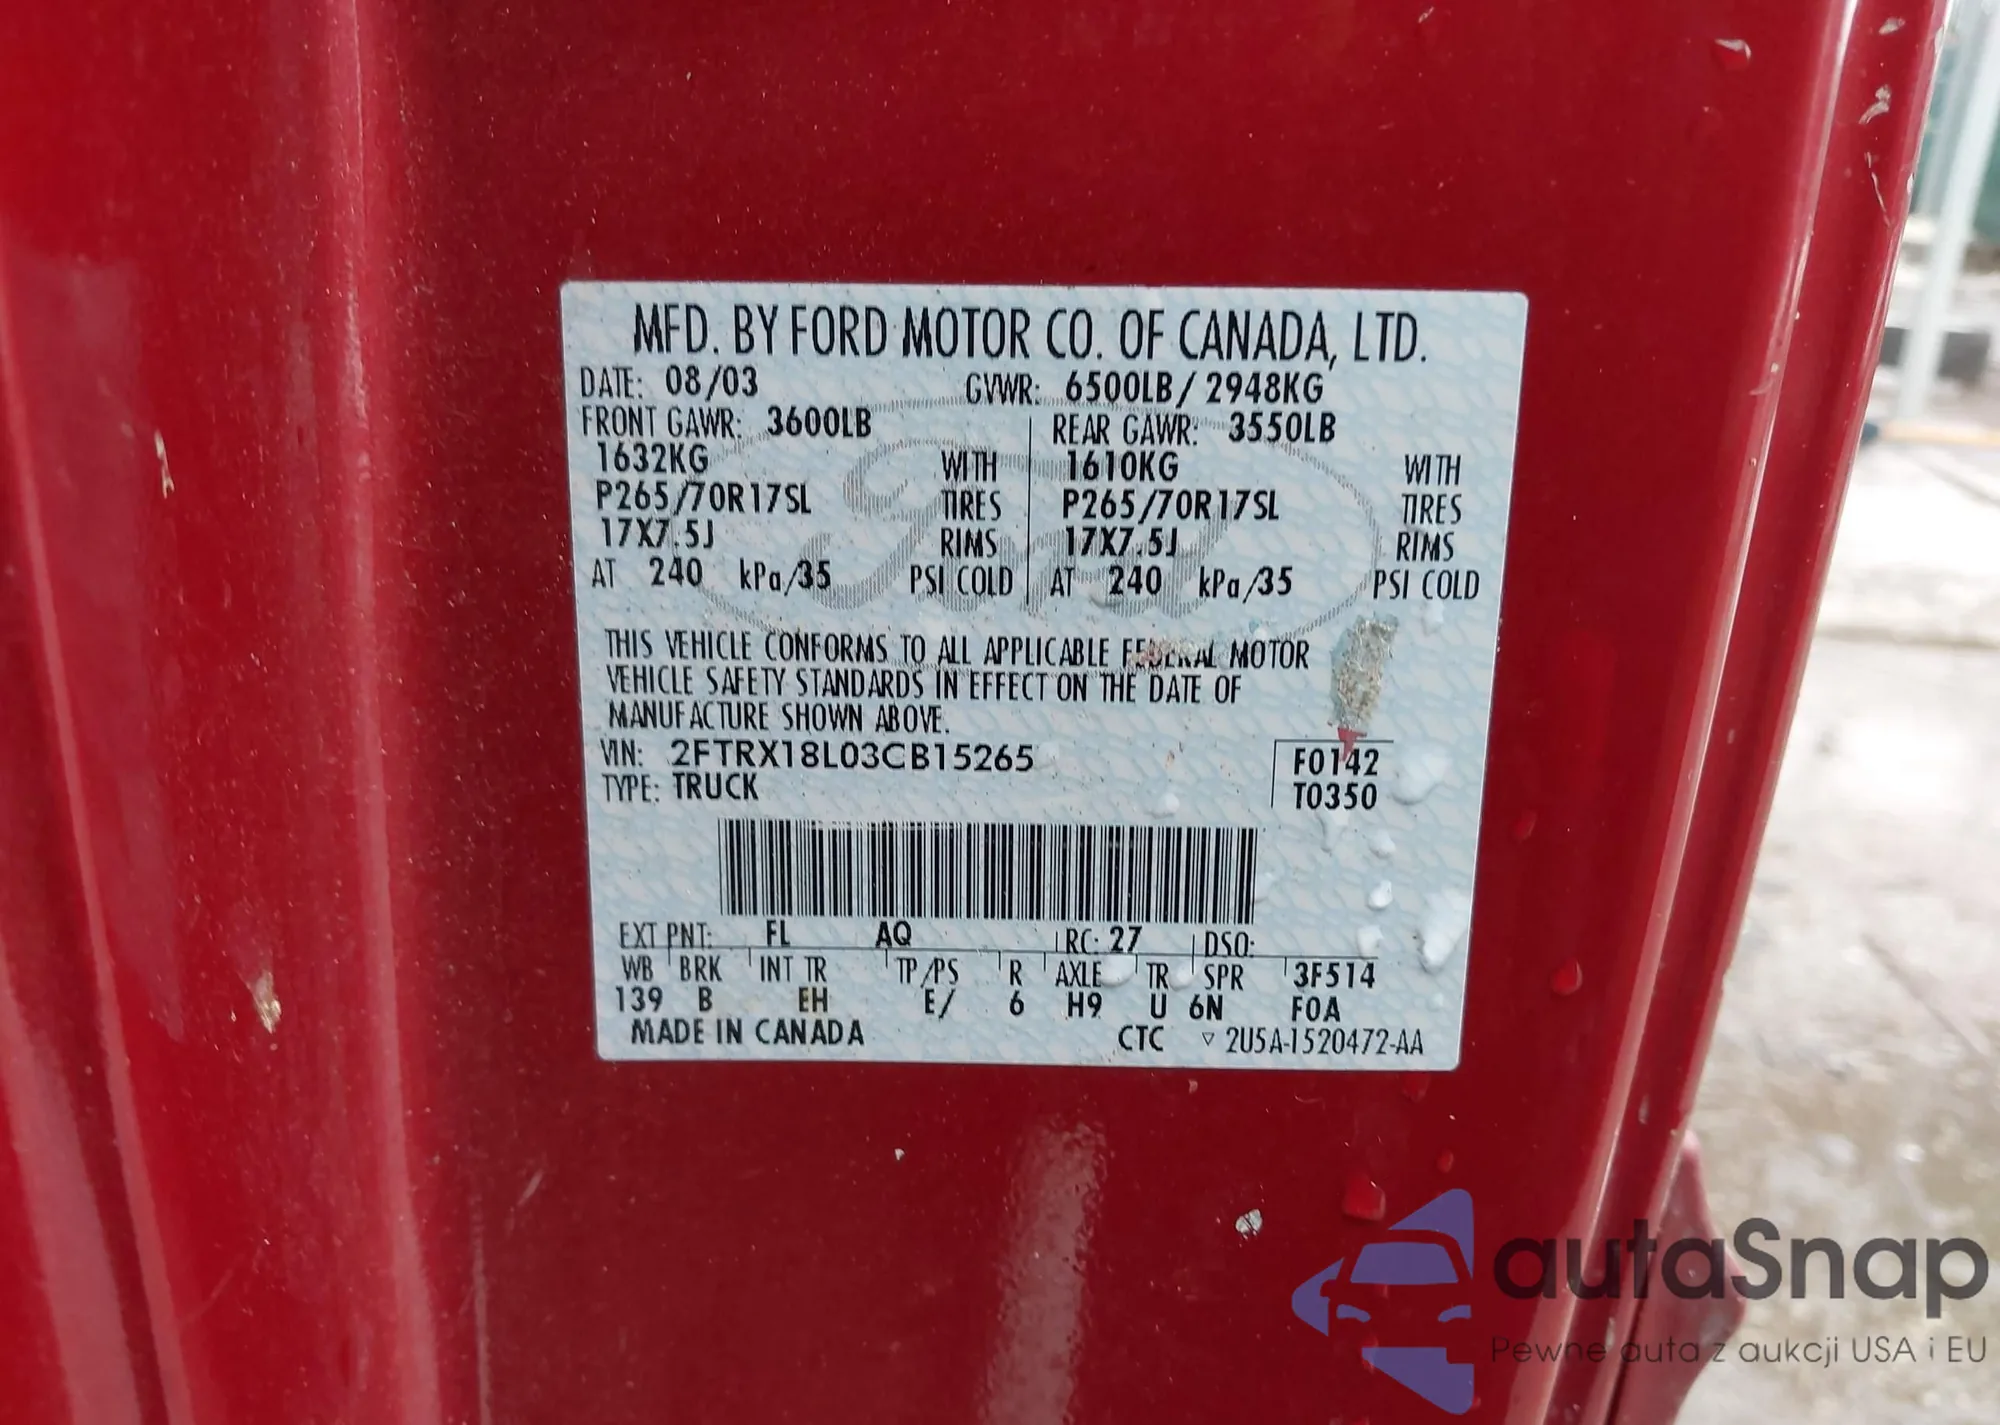 MFD. BY FORD MOTOR CO. OF CANADA, LTD.
DATE: 08/03 GVWR: 6500LB / 2948KG
FRONT GAWR: 3600LB REAR GAWR: 3550LB
1632KG WITH 1610KG WITH
P265/70R17SL TIRES P265/70R17SL TIRES
17X7.5J RIMS 17X7.5J RIMS
AT 240 kPa/35 PSI COLD AT 240 kPa/35 PSI COLD
THIS VEHICLE CONFORMS TO ALL APPLICABLE FEDERAL MOTOR
VEHICLE SAFETY STANDARDS IN EFFECT ON THE DATE OF
MANUFACTURE SHOWN ABOVE.
VIN: 2FTRX18L03CB15265 F0142
TYPE: TRUCK T0350
EXT PNT: FL AQ RC: 27 DSO:
WB BRK INT TR TP/PS R AXLE TR SPR 3F514
139 B EH E/ 6 H9 U 6N F0A
MADE IN CANADA CTC ▽ 2U5A-1520472-AA
Ford
autaSnap
Pewne auta z aukcji USA i EU